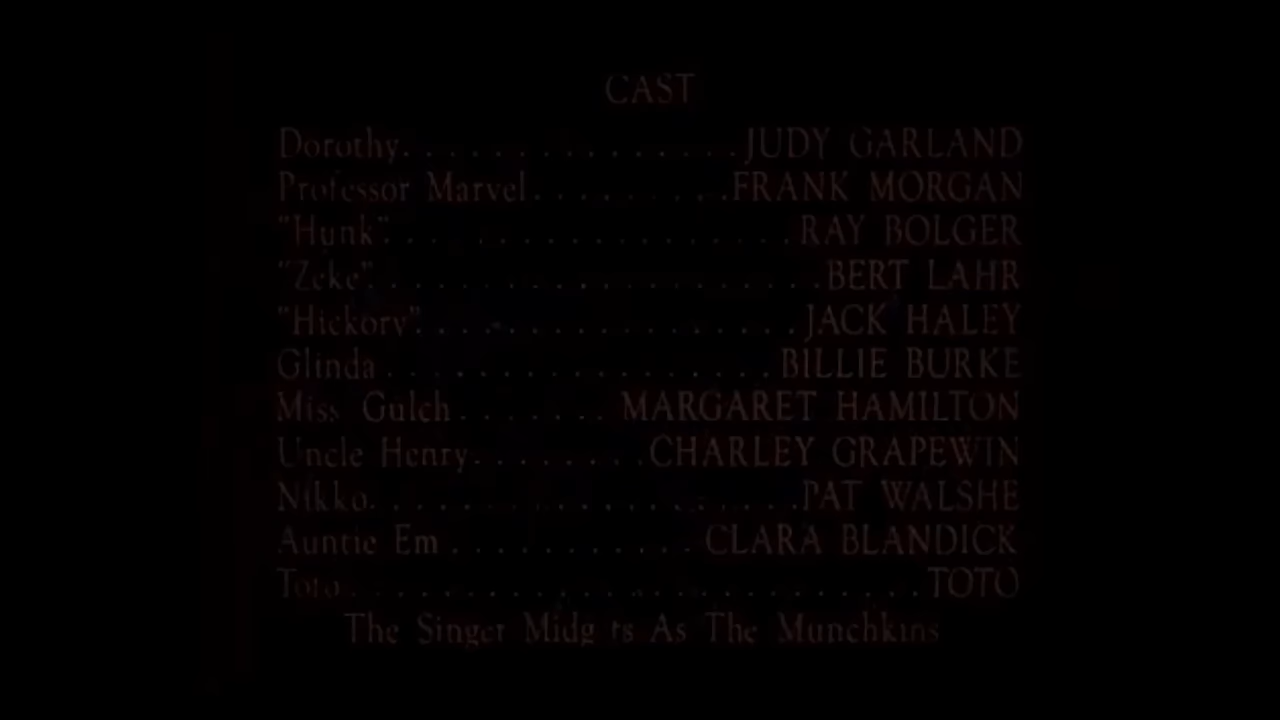 CAST
Dorothy. . . . . . . . . . . . . . . .JUDY GARLAND
Professor Marvel. . . . . . . . .FRANK MORGAN
"Hunk". . . . . . . . . . . . . . . . . .RAY BOLGER
"Zeke". . . . . . . . . . . . . . . . . . . .BERT LAHR
"Hickory". . . . . . . . . . . . . . . . .JACK HALEY
Glinda . . . . . . . . . . . . . . . . . .BILLIE BURKE
Miss Gulch. . . . . . . MARGARET HAMILTON
Uncle Henry. . . . . . . .CHARLEY GRAPEWIN
Nikko. . . . . . . . . . . . . . . . . . . .PAT WALSHE
Auntie Em . . . . . . . . . . . CLARA BLANDICK
Toto. . . . . . . . . . . . . . . . . . . . . . . . . .TOTO
The Singer Midg ts As The Munchkins